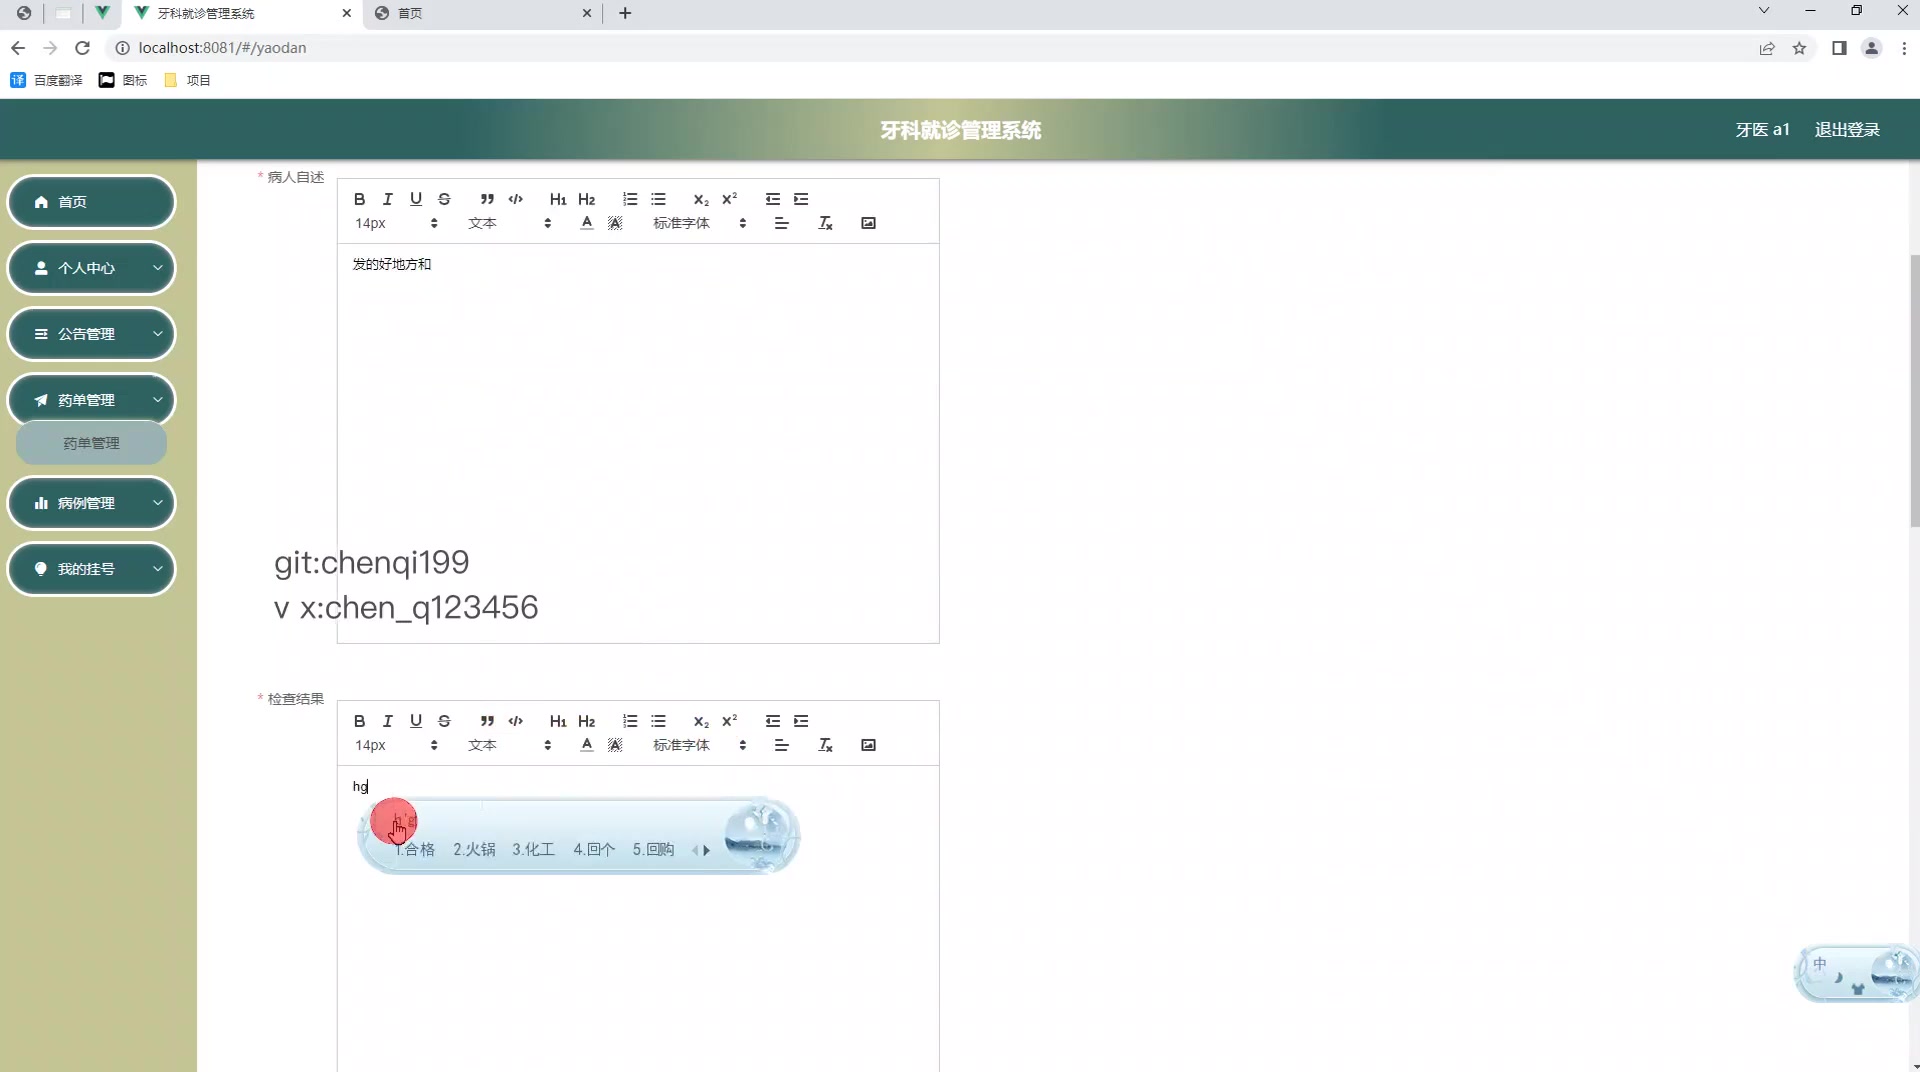 牙科就诊管理系统
首页
localhost:8081/#/yaodan
百度翻译
图标
项目
牙科就诊管理系统
牙医 a1
退出登录
首页
个人中心
公告管理
药单管理
药单管理
病例管理
我的挂号
* 病人自述
B I U S H1 H2 X2 X2
14px 文本 A A 标准字体 Tx
发的好地方和
git:chenqi199
v x:chen_q123456
* 检查结果
B I U S H1 H2 X2 X2
14px 文本 A A 标准字体 Tx
hg
h'g
1.合格 2.火锅 3.化工 4.回个 5.回购
中